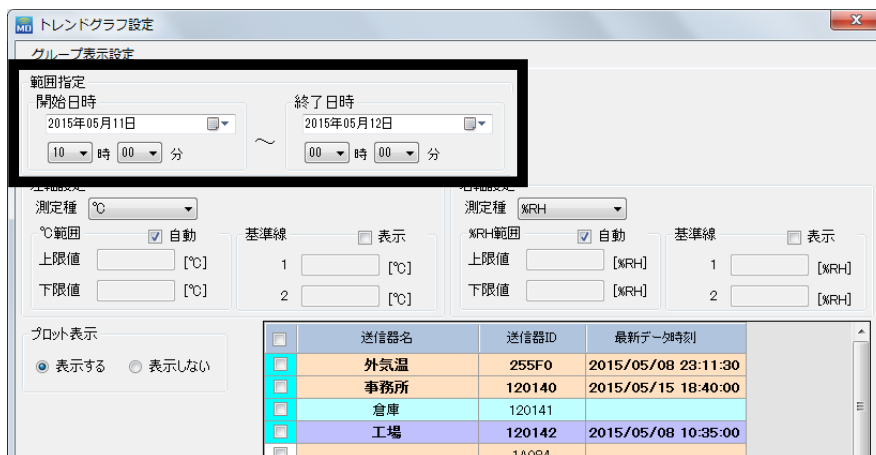 MD トレンドグラフ設定
グループ表示設定
範囲指定
開始日時 終了日時
2015年05月11日 ～ 2015年05月12日
10 時 00 分 00 時 00 分
測定種 ℃ 測定種 %RH
℃範囲 自動 基準線 表示 %RH範囲 自動 基準線 表示
上限値 [℃] 1 [℃] 上限値 [%RH] 1 [%RH]
下限値 [℃] 2 [℃] 下限値 [%RH] 2 [%RH]
プロット表示
表示する 表示しない
送信器名 送信器ID 最新データ時刻
外気温 255F0 2015/05/08 23:11:30
事務所 120140 2015/05/15 18:40:00
倉庫 120141
工場 120142 2015/05/08 10:35:00